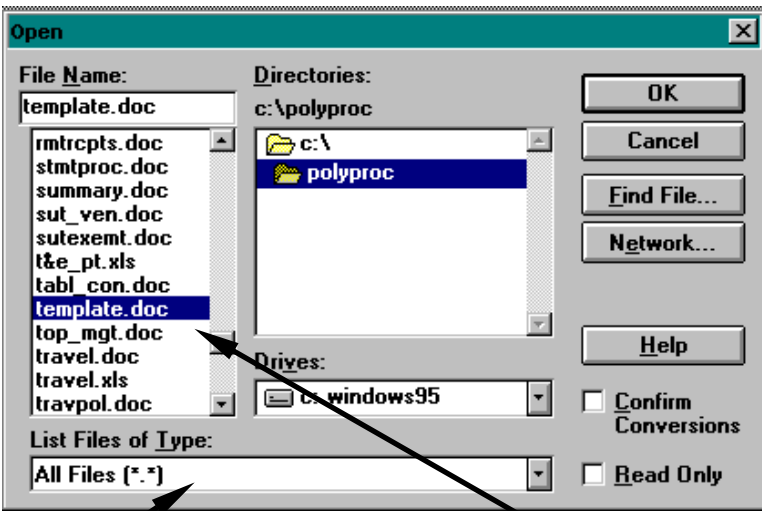 Open
File Name:
template.doc
rmtrcpts.doc
stmtproc.doc
summary.doc
sut_ven.doc
sutexemt.doc
t&e_pt.xls
tabl_con.doc
template.doc
top_mgt.doc
travel.doc
travel.xls
travpol.doc
List Files of Type:
All Files (*.*)
Directories:
c:\polyproc
c:\
polyproc
Drives:
c: windows95
OK
Cancel
Find File...
Network...
Help
Confirm
Conversions
Read Only